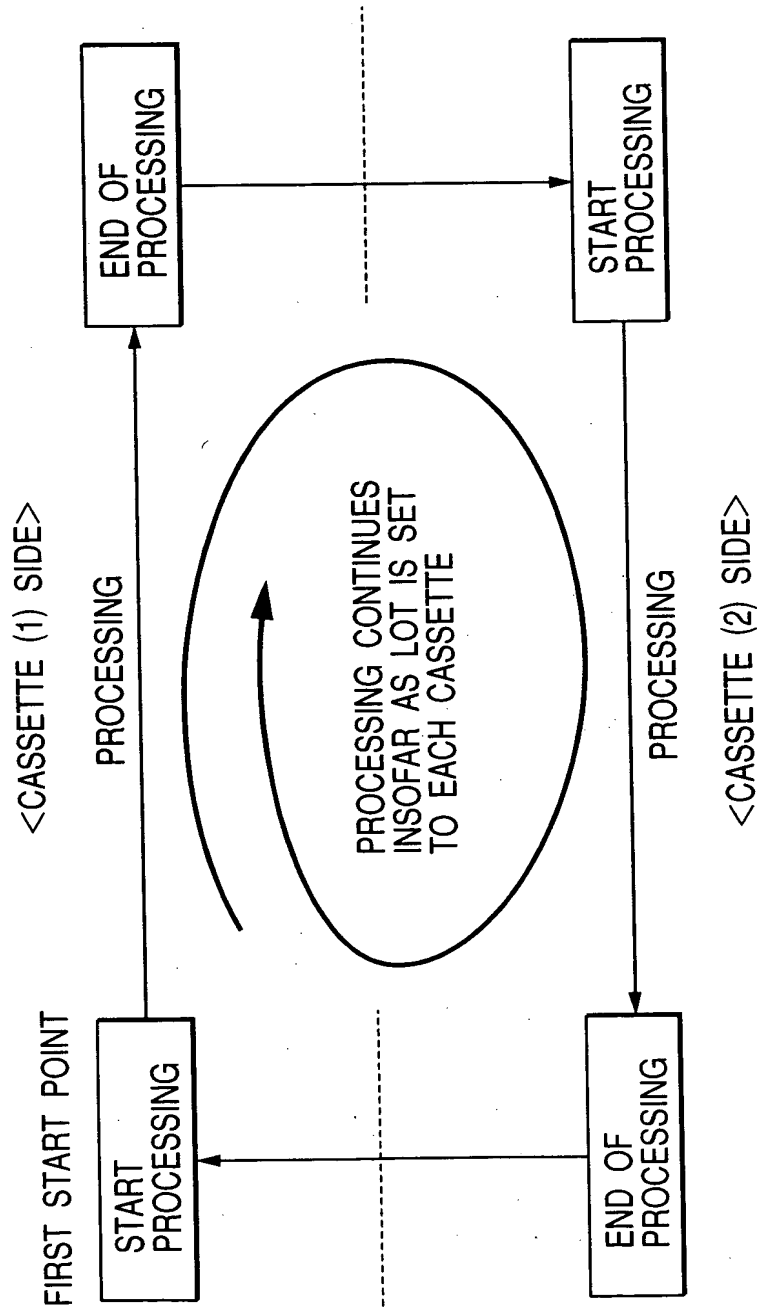 <CASSETTE (1) SIDE>
FIRST START POINT
START
PROCESSING
PROCESSING
END OF
PROCESSING
PROCESSING CONTINUES
INSOFAR AS LOT IS SET
TO EACH CASSETTE
END OF
PROCESSING
PROCESSING
START
PROCESSING
<CASSETTE (2) SIDE>